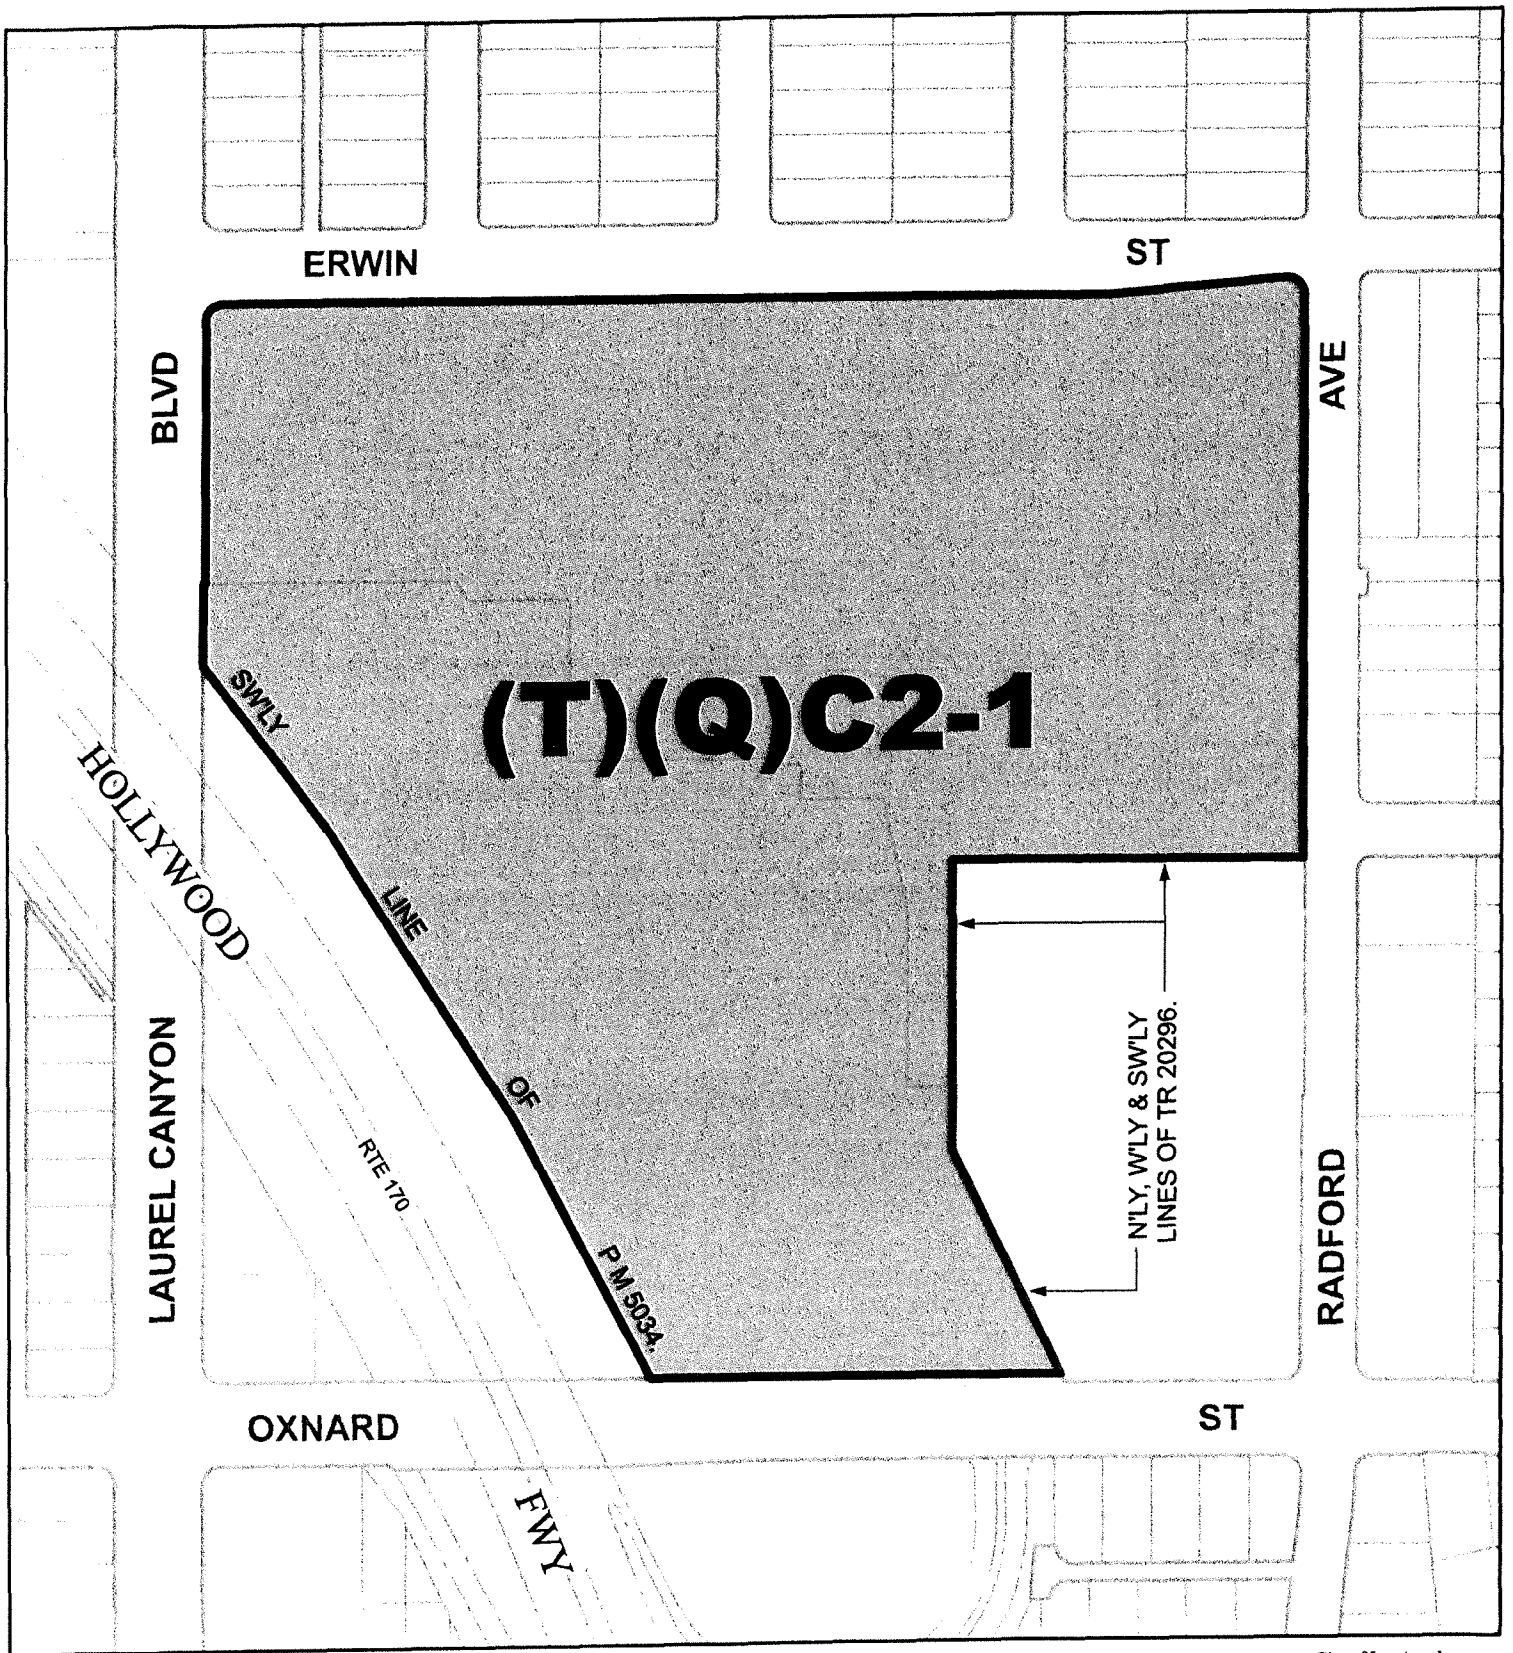 ERWIN ST
BLVD
AVE
(T)(Q)C2-1
SW'LY LINE OF P M 5034.
HOLLYWOOD
RTE 170
N'LY, W'LY & SW'LY
LINES OF TR 20296.
LAUREL CANYON
RADFORD
OXNARD ST
FWY